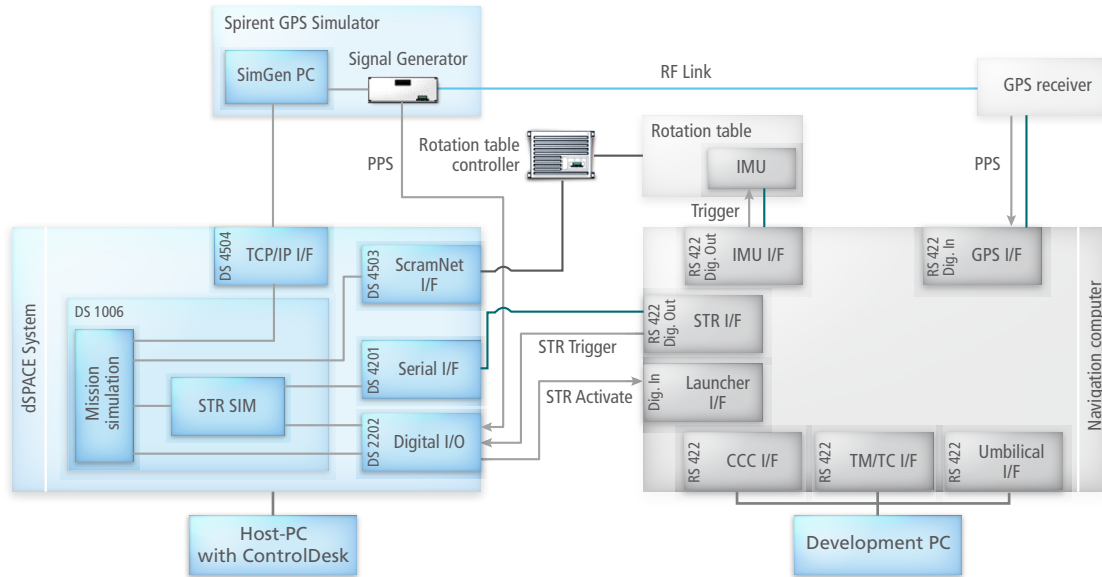 Spirent GPS Simulator
SimGen PC
Signal Generator
RF Link
GPS receiver
PPS
Rotation table
controller
Rotation table
IMU
Trigger
PPS
dSPACE System
DS 4504
TCP/IP I/F
DS 4503
ScramNet
I/F
DS 1006
Mission
simulation
STR SIM
DS 4201
Serial I/F
DS 2202
Digital I/O
STR Trigger
STR Activate
RS 422
Dig. Out
IMU I/F
RS 422
Dig. In
GPS I/F
RS 422
Dig. Out
STR I/F
Dig. In
Launcher
I/F
RS 422
CCC I/F
RS 422
TM/TC I/F
RS 422
Umbilical
I/F
Navigation computer
Host-PC
with ControlDesk
Development PC